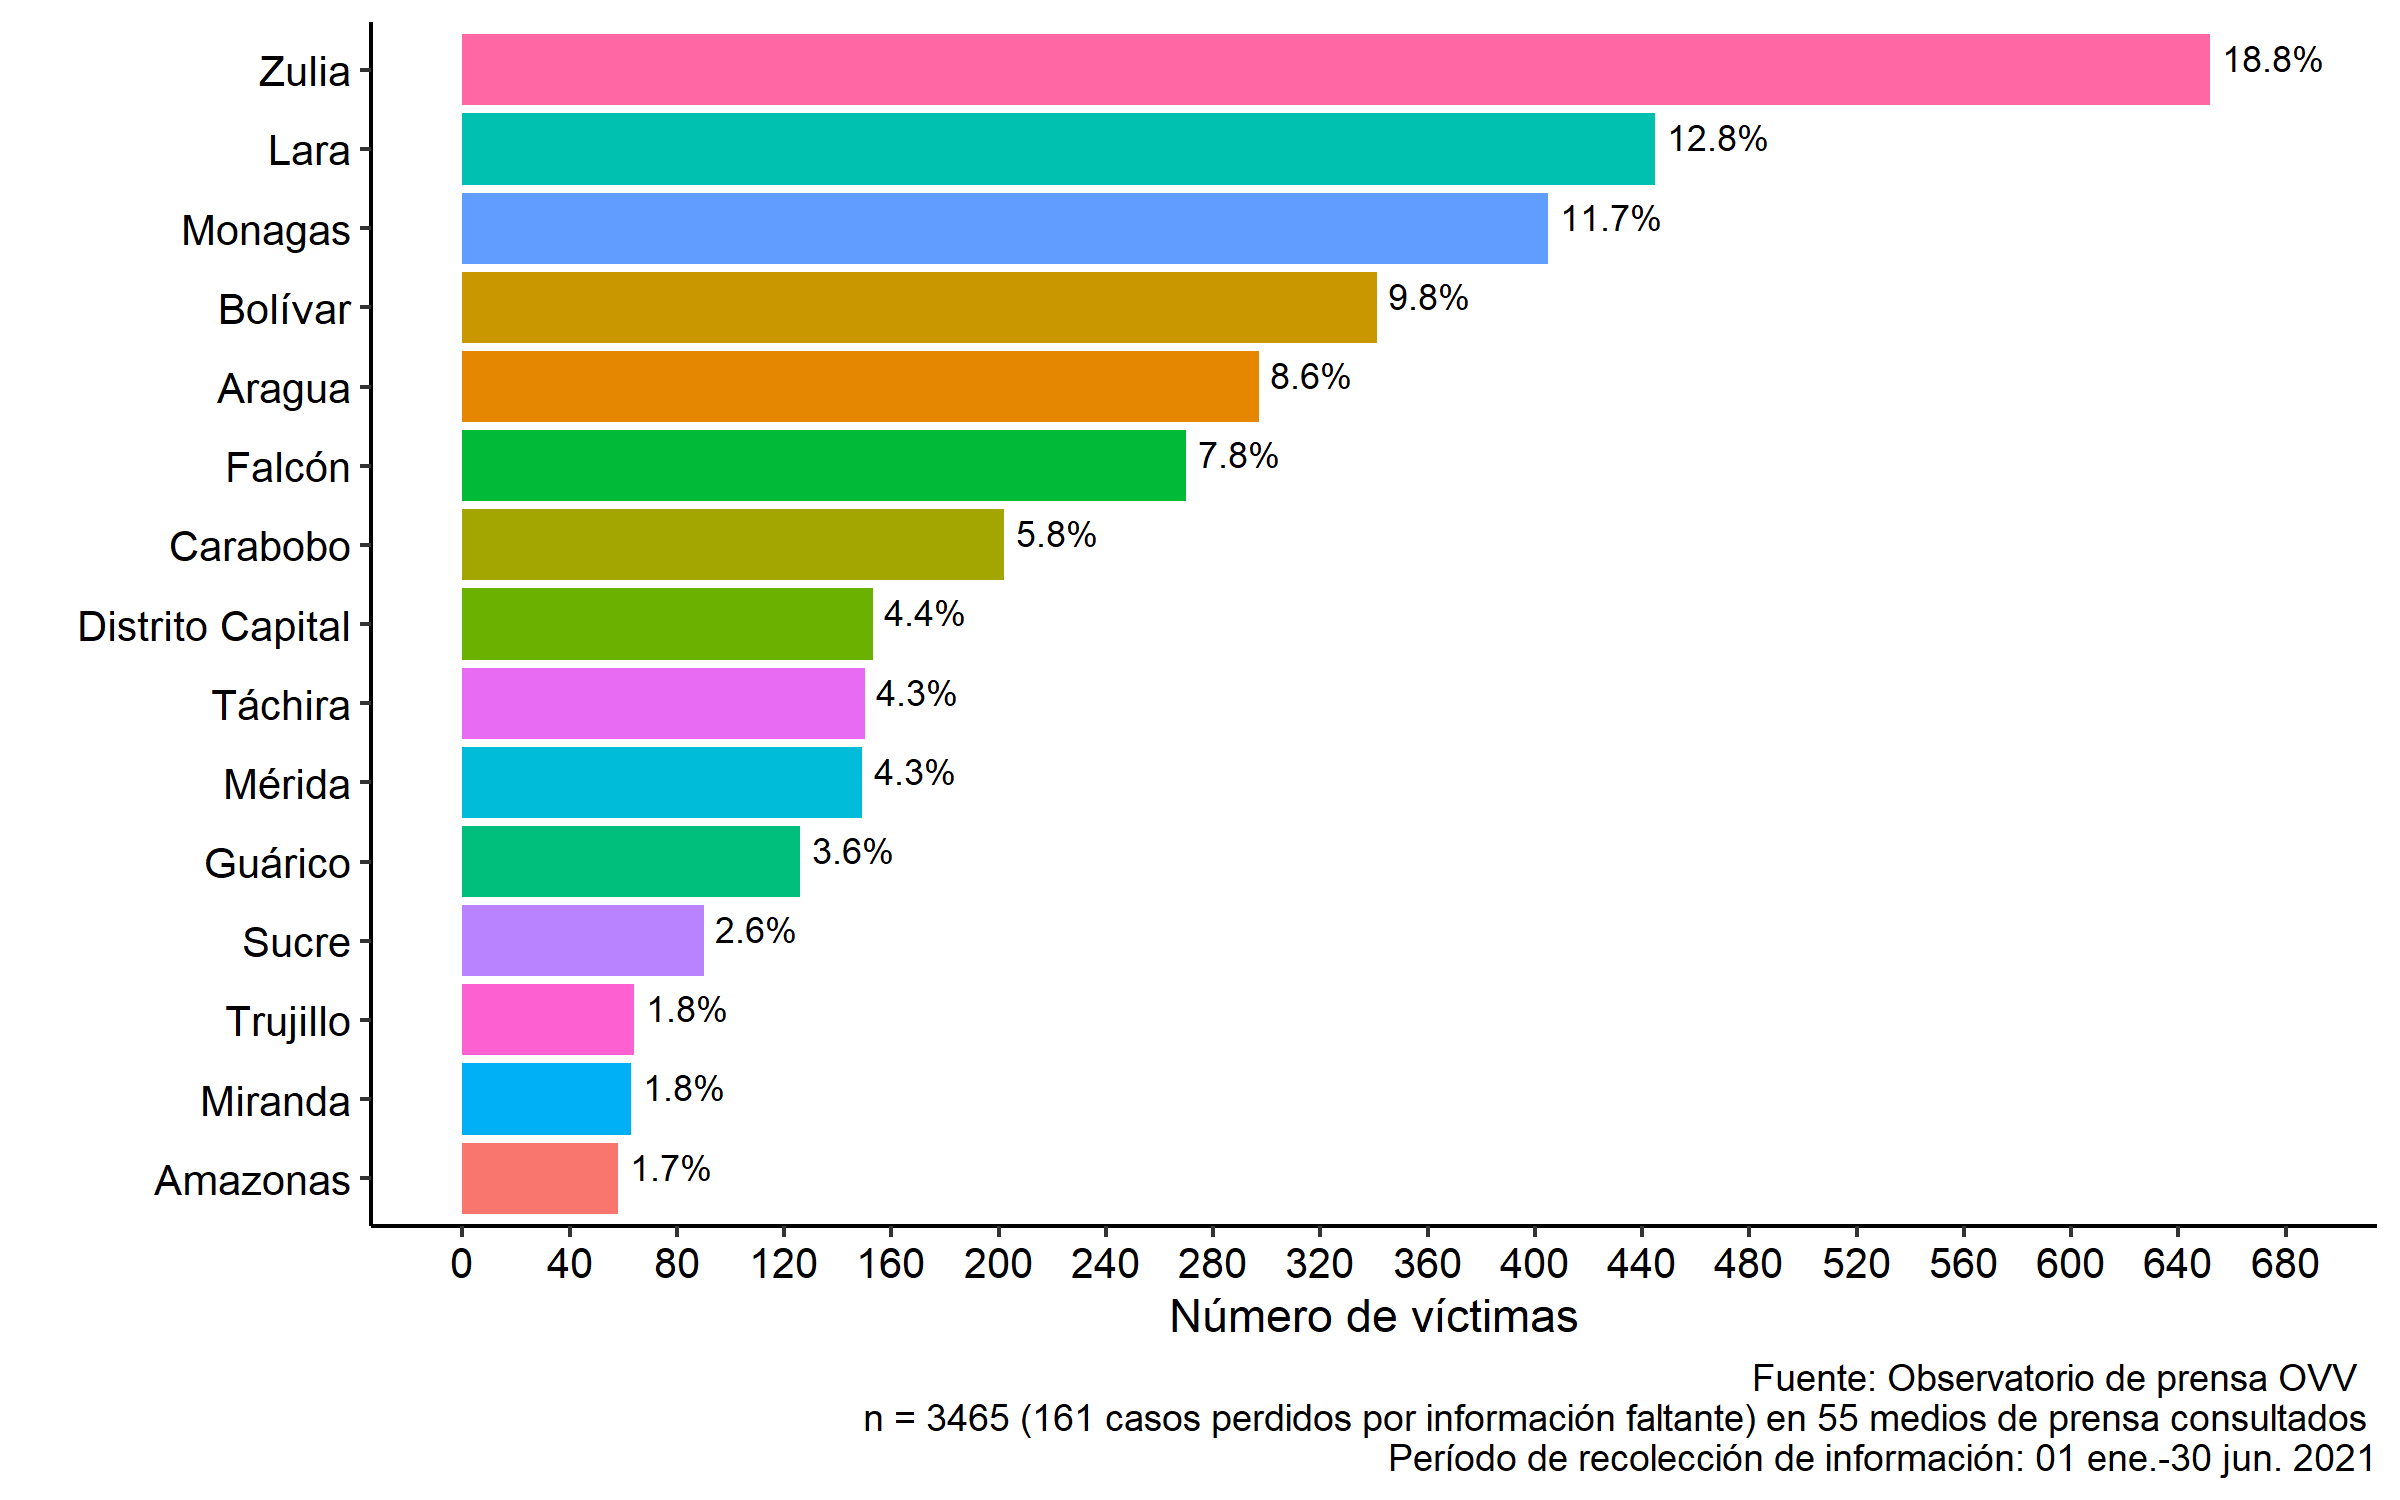 Zulia 18.8%
Lara 12.8%
Monagas 11.7%
Bolívar 9.8%
Aragua 8.6%
Falcón 7.8%
Carabobo 5.8%
Distrito Capital 4.4%
Táchira 4.3%
Mérida 4.3%
Guárico 3.6%
Sucre 2.6%
Trujillo 1.8%
Miranda 1.8%
Amazonas 1.7%
0 40 80 120 160 200 240 280 320 360 400 440 480 520 560 600 640 680
Número de víctimas
Fuente: Observatorio de prensa OVV
n = 3465 (161 casos perdidos por información faltante) en 55 medios de prensa consultados
Período de recolección de información: 01 ene.-30 jun. 2021